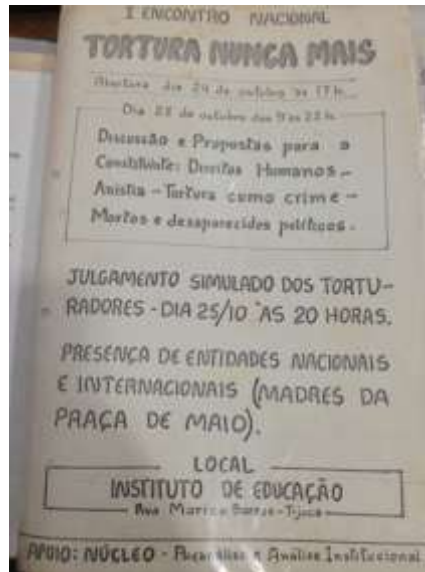 I ENCONTRO NACIONAL
TORTURA NUNCA MAIS
Abertura dia 24 de outubro às 17 h.
Dia 25 de outubro das 9 às 22 h.
Discussão e Propostas para a
Constituinte: Direitos Humanos -
Anistia - Tortura como crime -
Mortos e desaparecidos políticos.
JULGAMENTO SIMULADO DOS TORTU-
RADORES - DIA 25/10 ÀS 20 HORAS.
PRESENÇA DE ENTIDADES NACIONAIS
E INTERNACIONAIS (MADRES DA
PRAÇA DE MAIO).
LOCAL
INSTITUTO DE EDUCAÇÃO
Rua Mariz e Barros - Tijuca
APOIO: NÚCLEO - Psicanálise e Análise Institucional